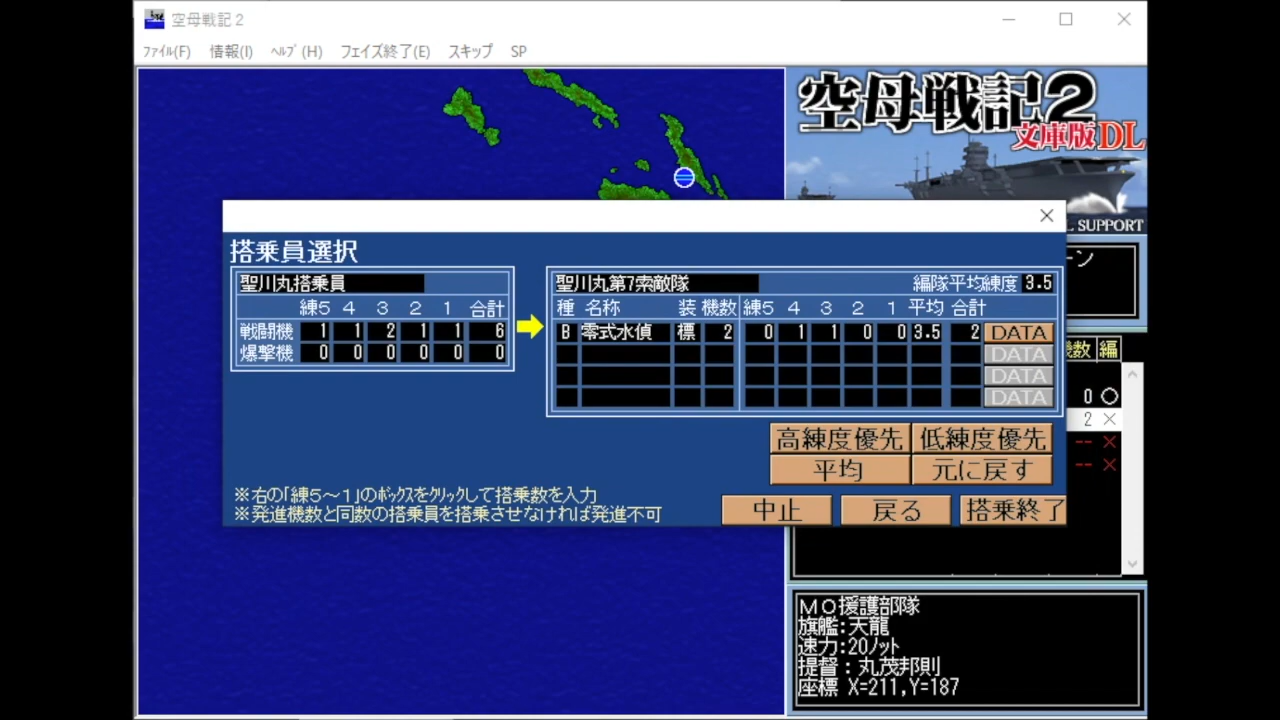 空母戦記２
ﾌｧｲﾙ(F) 情報(I) ﾍﾙﾌﾟ(H) フェイズ終了(E) スキップ SP
空母戦記2
文庫版DL
L SUPPORT
搭乗員選択
聖川丸搭乗員
練5 4 3 2 1 合計
戦闘機 1 1 2 1 1 6
爆撃機 0 0 0 0 0 0
聖川丸第7索敵隊 編隊平均練度 3.5
種 名称 装 機数 練5 4 3 2 1 平均 合計
B 零式水偵 標 2 0 1 1 0 0 3.5 2 DATA
DATA
DATA
DATA
高練度優先 低練度優先
平均 元に戻す
※右の｢練５～１｣のﾎﾞｯｸｽをｸﾘｯｸして搭乗数を入力
※発進機数と同数の搭乗員を搭乗させなければ発進不可
中止 戻る 搭乗終了
ーン
機数 編
0 ○
2 ×
-- ×
-- ×
ＭＯ援護部隊
旗艦:天龍
速力:20ﾉｯﾄ
提督：丸茂邦則
座標 X=211,Y=187